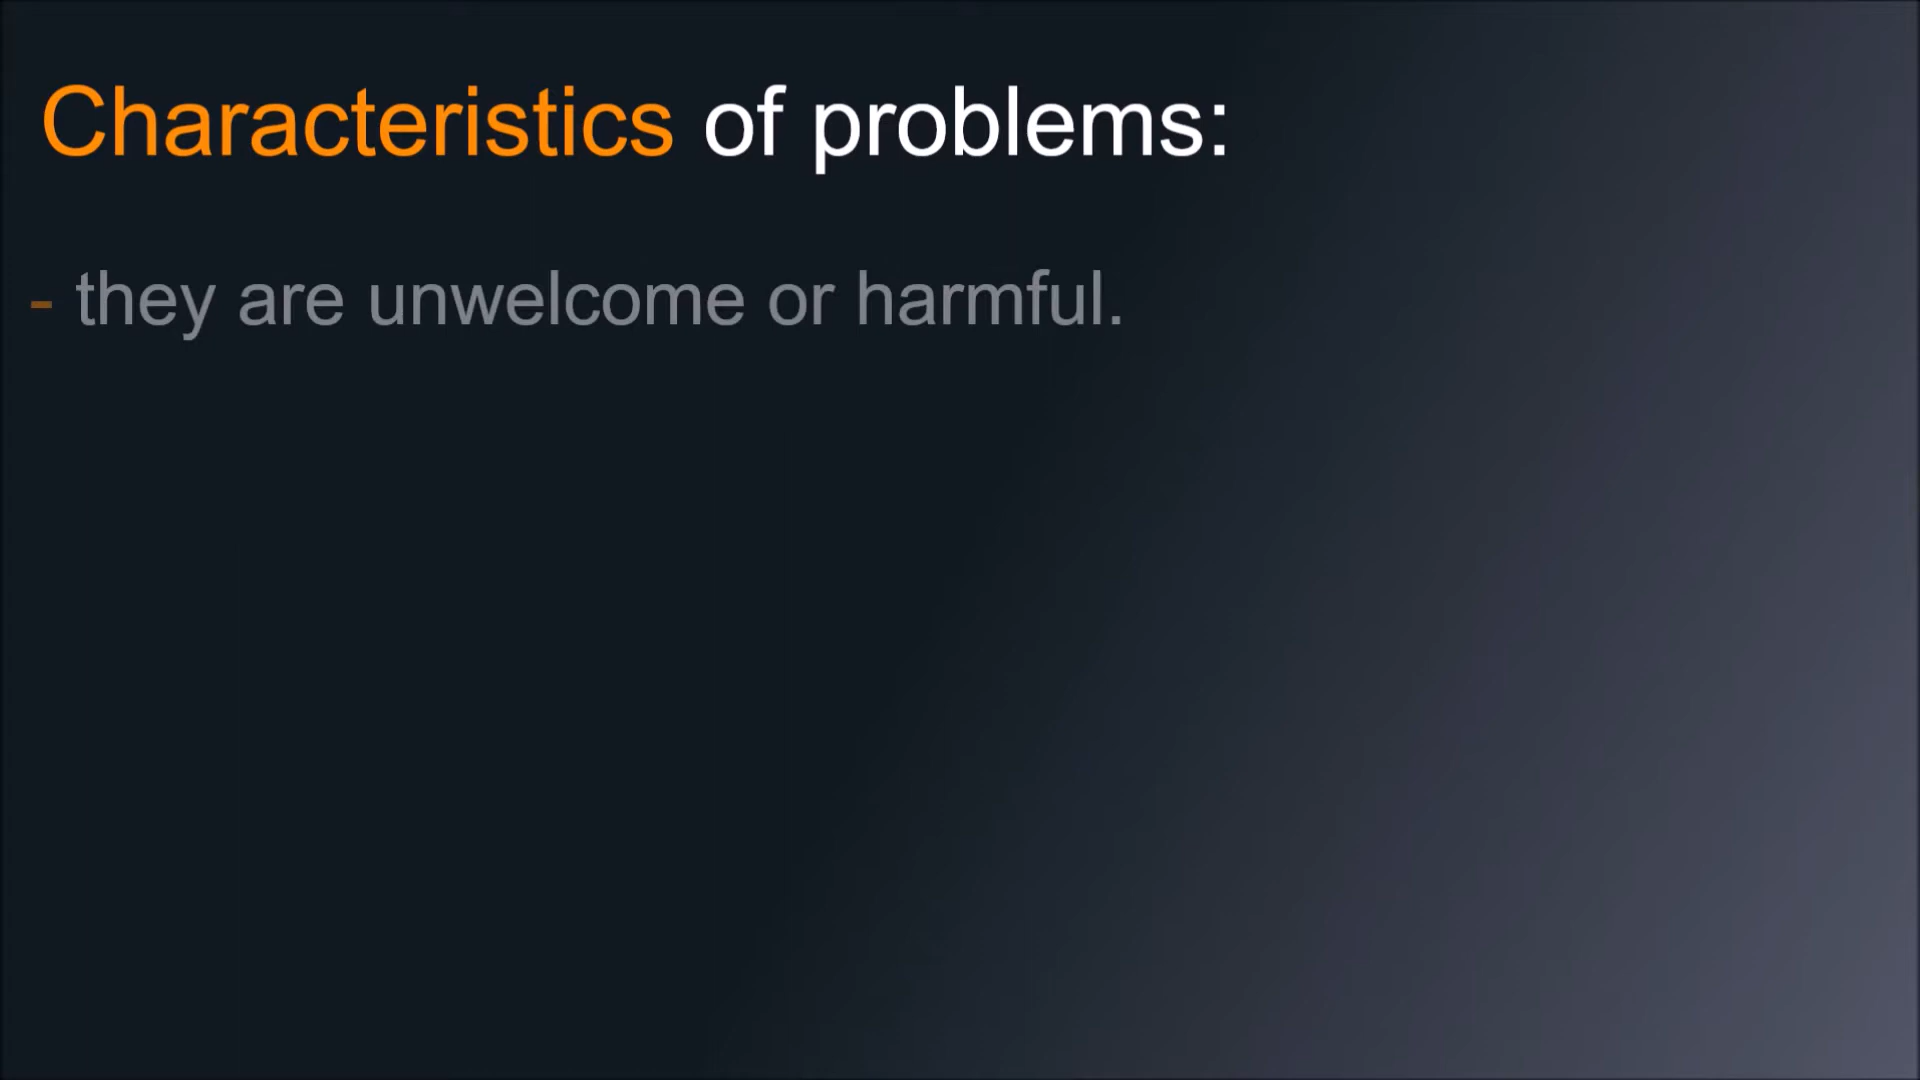 Characteristics of problems:
- they are unwelcome or harmful.